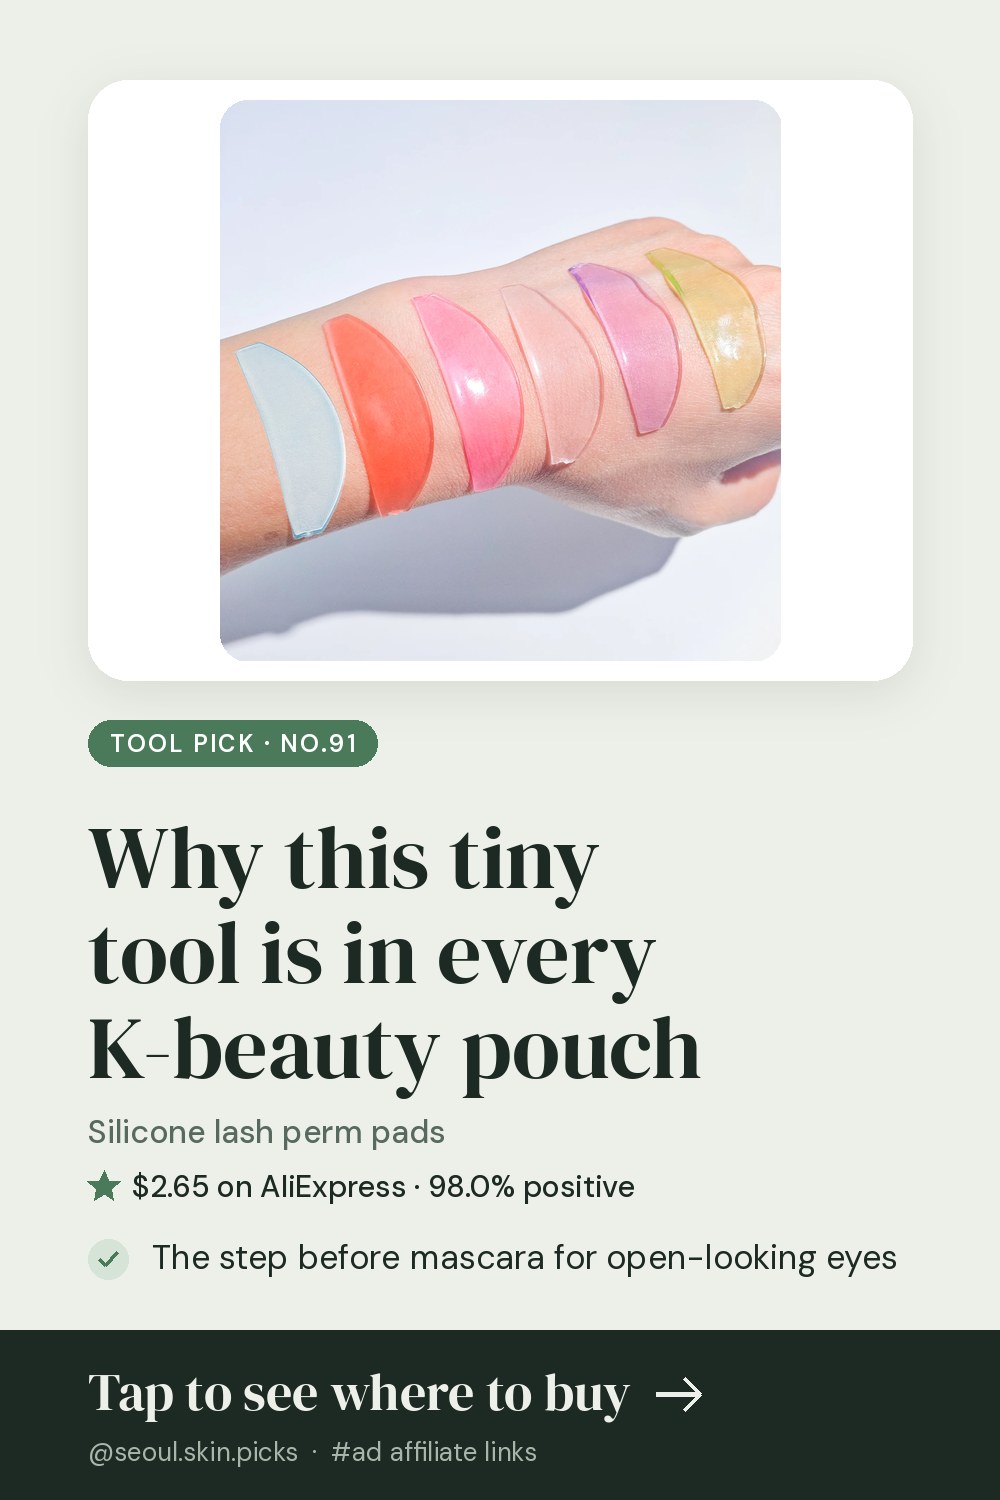 TOOL PICK · NO.91
Why this tiny
tool is in every
K-beauty pouch
Silicone lash perm pads
$2.65 on AliExpress · 98.0% positive
The step before mascara for open-looking eyes
Tap to see where to buy →
@seoul.skin.picks · #ad affiliate links